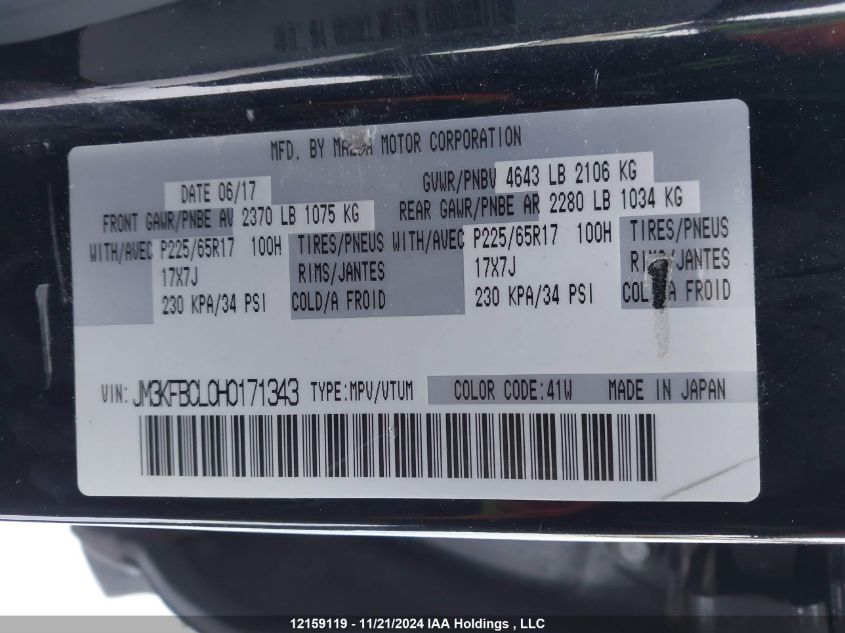 MFD. BY MAZDA MOTOR CORPORATION
DATE 06/17 GVWR/PNBV 4643 LB 2106 KG
FRONT GAWR/PNBE AV 2370 LB 1075 KG REAR GAWR/PNBE AR 2280 LB 1034 KG
WITH/AVEC P225/65R17 100H TIRES/PNEUS WITH/AVEC P225/65R17 100H TIRES/PNEUS
17X7J RIMS/JANTES 17X7J RIMS/JANTES
230 KPA/34 PSI COLD/A FROID 230 KPA/34 PSI COLD/A FROID
VIN: JM3KFBCL0H0171343 TYPE:MPV/VTUM COLOR CODE:41W MADE IN JAPAN
12159119 - 11/21/2024 IAA Holdings , LLC